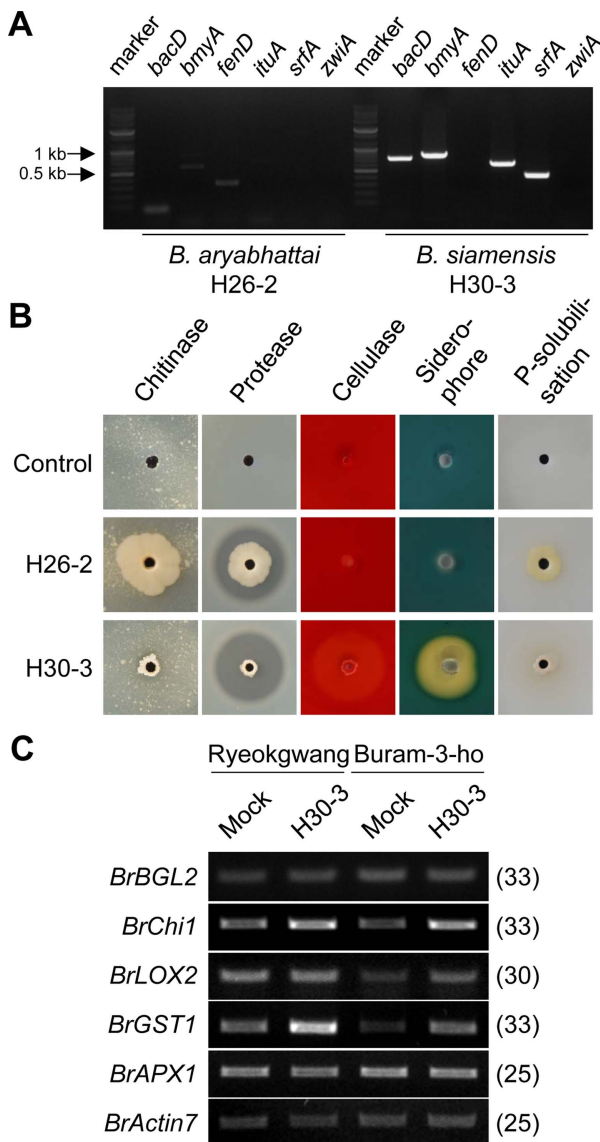 A
marker bacD bmyA fenD ituA srfA zwiA marker bacD bmyA fenD ituA srfA zwiA
1 kb
0.5 kb
B. aryabhattai B. siamensis
H26-2 H30-3
B
Chitinase Protease Cellulase Sidero-phore P-solubili-sation
Control
H26-2
H30-3
C
Ryeokgwang Buram-3-ho
Mock H30-3 Mock H30-3
BrBGL2 (33)
BrChi1 (33)
BrLOX2 (30)
BrGST1 (33)
BrAPX1 (25)
BrActin7 (25)